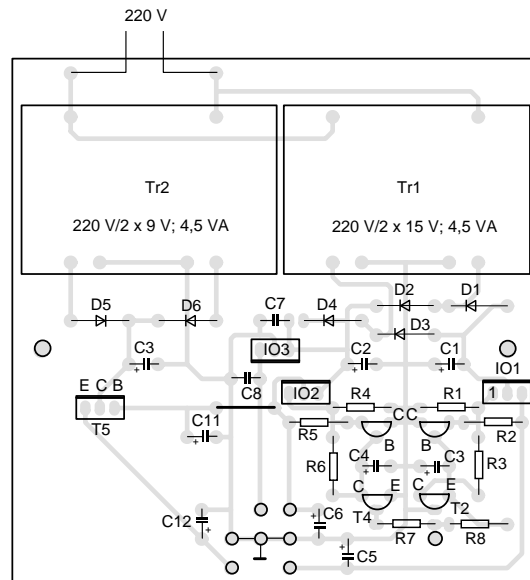 220 V
Tr2
Tr1
220 V/2 x 9 V; 4,5 VA
220 V/2 x 15 V; 4,5 VA
D5
D6
C7
D4
D2
D1
D3
C3
IO3
C2
C1
IO1
E C B
C8
IO2
R4
R1
1
T5
C11
R5
C C
B
B
R2
R6
C4
C3
R3
C
E
C
E
C12
C6
T4
T2
R7
R8
C5